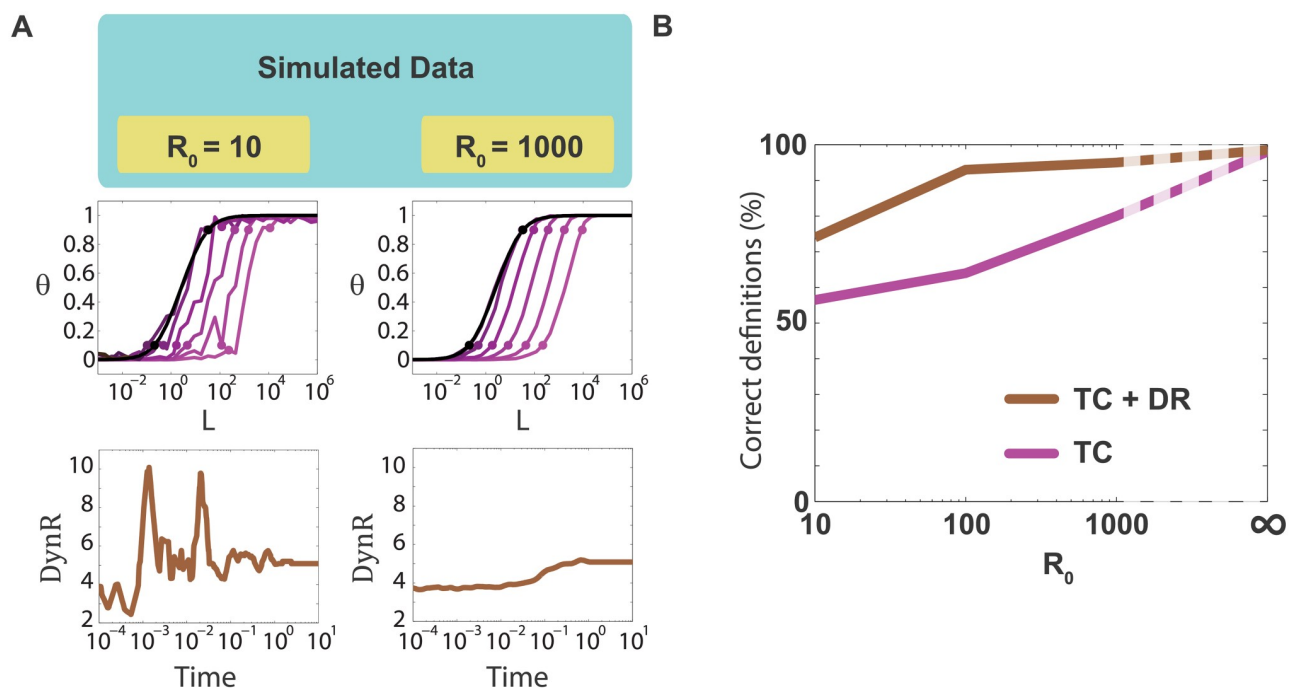 A
Simulated Data
R₀ = 10
R₀ = 1000
θ
1
0.8
0.6
0.4
0.2
0
10⁻² 10⁰ 10² 10⁴ 10⁶
L
θ
1
0.8
0.6
0.4
0.2
0
10⁻² 10⁰ 10² 10⁴ 10⁶
L
DynR
10
8
6
4
2
10⁻⁴ 10⁻³ 10⁻² 10⁻¹ 10⁰ 10¹
Time
DynR
10
8
6
4
2
10⁻⁴ 10⁻³ 10⁻² 10⁻¹ 10⁰ 10¹
Time
B
Correct definitions (%)
100
50
0
TC + DR
TC
10 100 1000 ∞
R₀